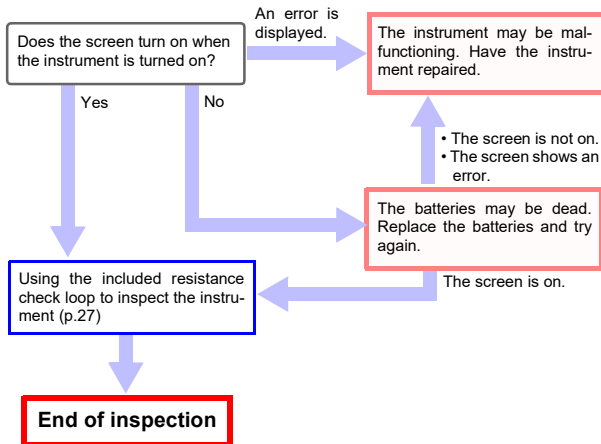 An error is
displayed.
Does the screen turn on when
the instrument is turned on?
The instrument may be mal-
functioning. Have the instru-
ment repaired.
Yes
No
• The screen is not on.
• The screen shows an
error.
The batteries may be dead.
Replace the batteries and try
again.
The screen is on.
Using the included resistance
check loop to inspect the instru-
ment (p.27)
End of inspection